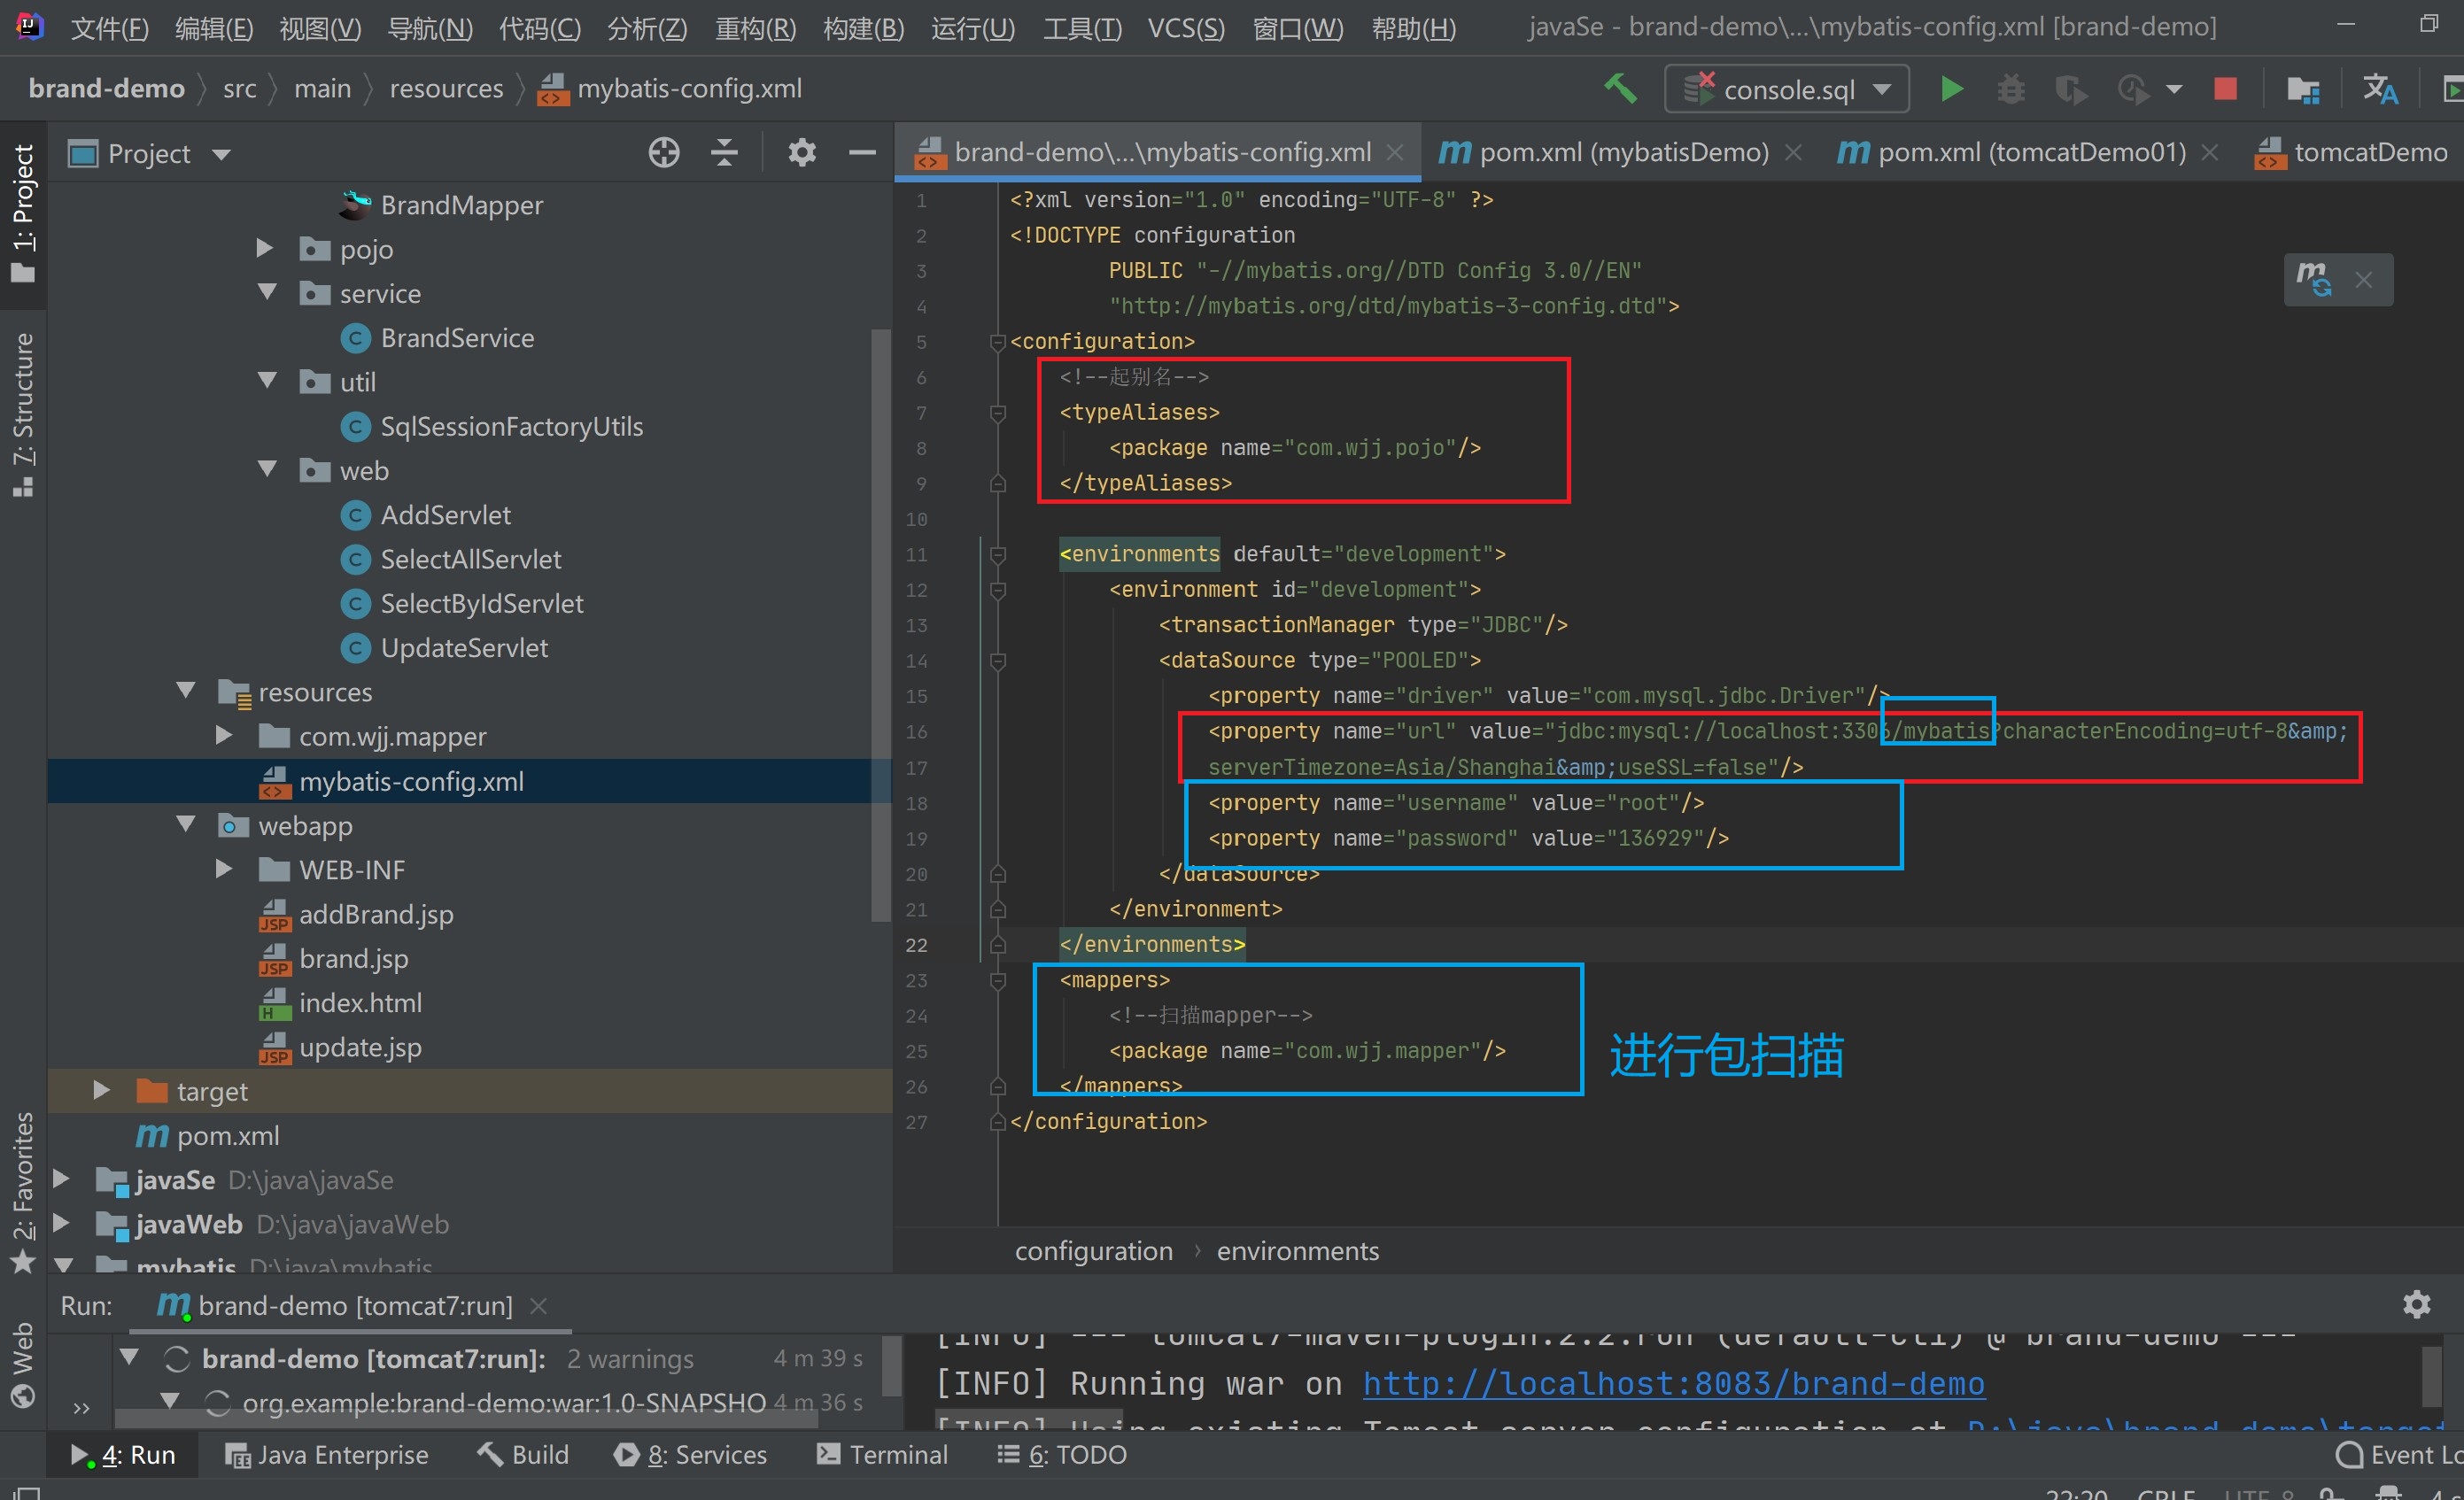 文件(F) 编辑(E) 视图(V) 导航(N) 代码(C) 分析(Z) 重构(R) 构建(B) 运行(U) 工具(T) VCS(S) 窗口(W) 帮助(H) javaSe - brand-demo\...\mybatis-config.xml [brand-demo]
brand-demo src main resources mybatis-config.xml console.sql
1: Project
7: Structure
2: Favorites
Web
Project
BrandMapper
pojo
service
BrandService
util
SqlSessionFactoryUtils
web
AddServlet
SelectAllServlet
SelectByIdServlet
UpdateServlet
resources
com.wjj.mapper
mybatis-config.xml
webapp
WEB-INF
addBrand.jsp
brand.jsp
index.html
update.jsp
target
pom.xml
javaSe D:\java\javaSe
javaWeb D:\java\javaWeb
mybatis D:\java\mybatis
brand-demo\...\mybatis-config.xml pom.xml (mybatisDemo) pom.xml (tomcatDemo01) tomcatDemo
1 <?xml version="1.0" encoding="UTF-8" ?>
2 <!DOCTYPE configuration
3 PUBLIC "-//mybatis.org//DTD Config 3.0//EN"
4 "http://mybatis.org/dtd/mybatis-3-config.dtd">
5 <configuration>
6 <!--起别名-->
7 <typeAliases>
8 <package name="com.wjj.pojo"/>
9 </typeAliases>
10
11 <environments default="development">
12 <environment id="development">
13 <transactionManager type="JDBC"/>
14 <dataSource type="POOLED">
15 <property name="driver" value="com.mysql.jdbc.Driver"/>
16 <property name="url" value="jdbc:mysql://localhost:3306/mybatis?characterEncoding=utf-8&amp;
17 serverTimezone=Asia/Shanghai&amp;useSSL=false"/>
18 <property name="username" value="root"/>
19 <property name="password" value="136929"/>
20 </dataSource>
21 </environment>
22 </environments>
23 <mappers>
24 <!--扫描mapper-->
25 <package name="com.wjj.mapper"/>
26 </mappers>
27 </configuration>
进行包扫描
configuration › environments
Run: brand-demo [tomcat7:run]
brand-demo [tomcat7:run]: 2 warnings 4 m 39 s
org.example:brand-demo:war:1.0-SNAPSHO 4 m 36 s
[INFO] --- tomcat7-maven-plugin:2.2:run (default-cli) @ brand-demo ---
[INFO] Running war on http://localhost:8083/brand-demo
[INFO] Using existing Tomcat server configuration at D:\java\brand-demo\target
4: Run Java Enterprise Build 8: Services Terminal 6: TODO Event Lo
22:20 CRLF UTF-8 4 s